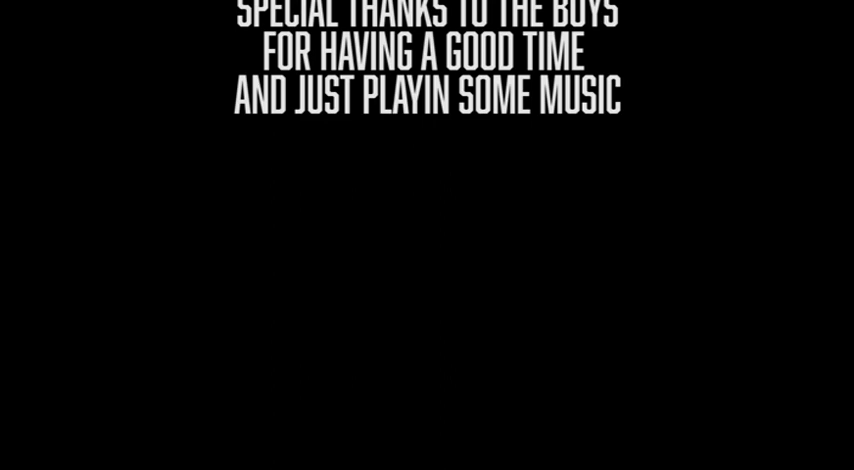 SPECIAL THANKS TO THE BOYS
FOR HAVING A GOOD TIME
AND JUST PLAYIN SOME MUSIC